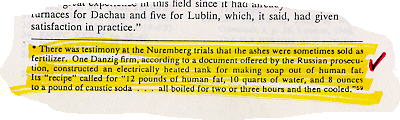 experience in this field since it had already
furnaces for Dachau and five for Lublin, which, it said, had given
satisfaction in practice."
* There was testimony at the Nuremberg trials that the ashes were sometimes sold as
fertilizer. One Danzig firm, according to a document offered by the Russian prosecu-
tion, constructed an electrically heated tank for making soap out of human fat.
Its "recipe" called for "12 pounds of human fat, 10 quarts of water, and 8 ounces
to a pound of caustic soda . . . . all boiled for two or three hours and then cooled."